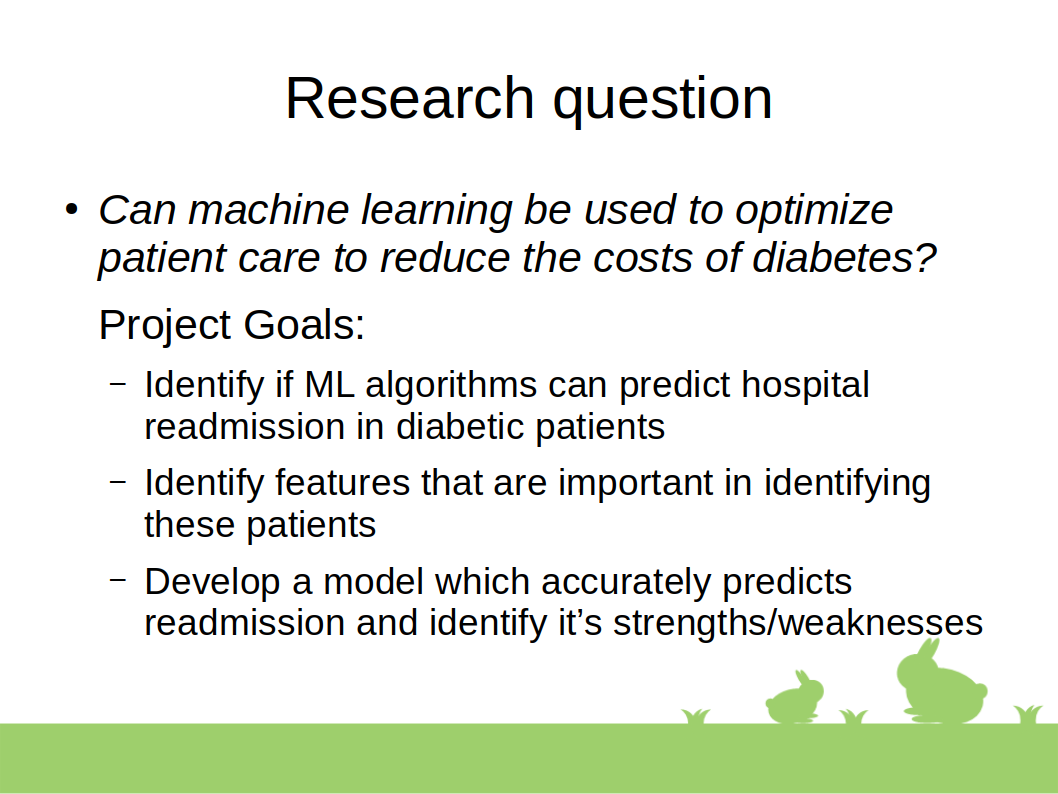 Research question
• Can machine learning be used to optimize
patient care to reduce the costs of diabetes?
Project Goals:
– Identify if ML algorithms can predict hospital
readmission in diabetic patients
– Identify features that are important in identifying
these patients
– Develop a model which accurately predicts
readmission and identify it’s strengths/weaknesses